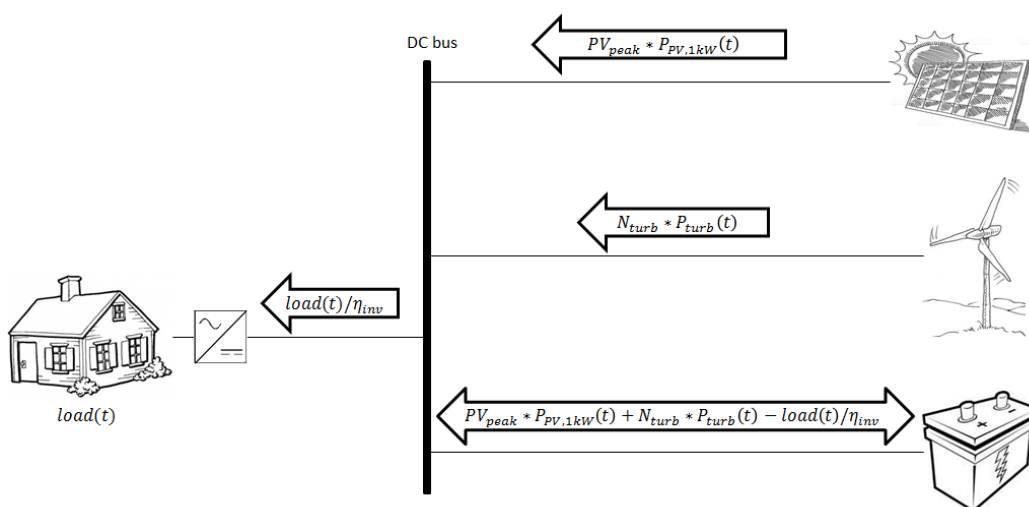 DC bus
PV_peak * P_PV,1kW(t)
N_turb * P_turb(t)
load(t)/η_inv
load(t)
PV_peak * P_PV,1kW(t) + N_turb * P_turb(t) − load(t)/η_inv
+ -